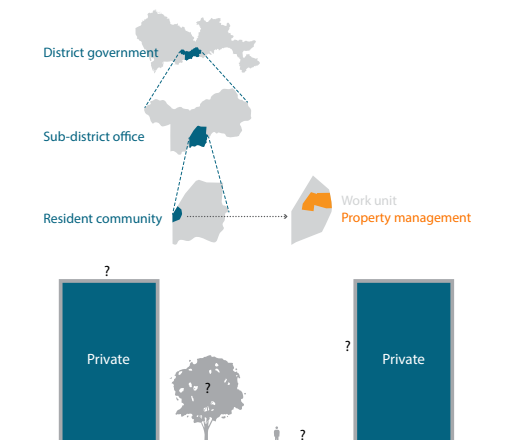 District government
Sub-district office
Work unit
Resident community
Property management
?
?
Private
Private
?
?